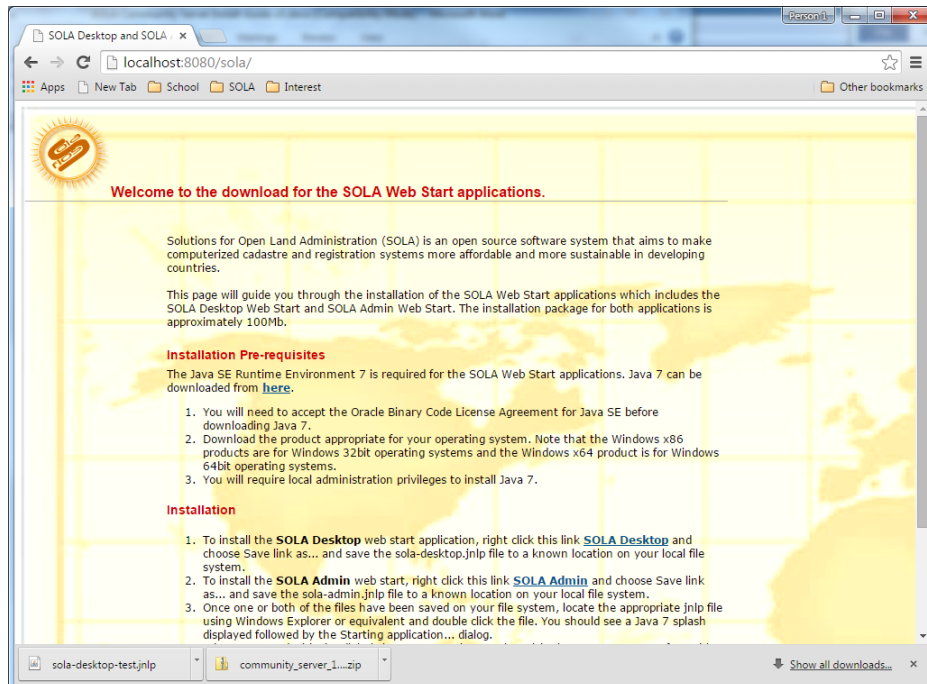 Person 1
SOLA Desktop and SOLA
localhost:8080/sola/
Apps New Tab School SOLA Interest Other bookmarks
Welcome to the download for the SOLA Web Start applications.
Solutions for Open Land Administration (SOLA) is an open source software system that aims to make
computerized cadastre and registration systems more affordable and more sustainable in developing
countries.
This page will guide you through the installation of the SOLA Web Start applications which includes the
SOLA Desktop Web Start and SOLA Admin Web Start. The installation package for both applications is
approximately 100Mb.
Installation Pre-requisites
The Java SE Runtime Environment 7 is required for the SOLA Web Start applications. Java 7 can be
downloaded from here.
1. You will need to accept the Oracle Binary Code License Agreement for Java SE before
downloading Java 7.
2. Download the product appropriate for your operating system. Note that the Windows x86
products are for Windows 32bit operating systems and the Windows x64 product is for Windows
64bit operating systems.
3. You will require local administration privileges to install Java 7.
Installation
1. To install the SOLA Desktop web start application, right click this link SOLA Desktop and
choose Save link as... and save the sola-desktop.jnlp file to a known location on your local file
system.
2. To install the SOLA Admin web start, right click this link SOLA Admin and choose Save link
as... and save the sola-admin.jnlp file to a known location on your local file system.
3. Once one or both of the files have been saved on your file system, locate the appropriate jnlp file
using Windows Explorer or equivalent and double click the file. You should see a Java 7 splash
displayed followed by the Starting application... dialog.
sola-desktop-test.jnlp community_server_1....zip Show all downloads...